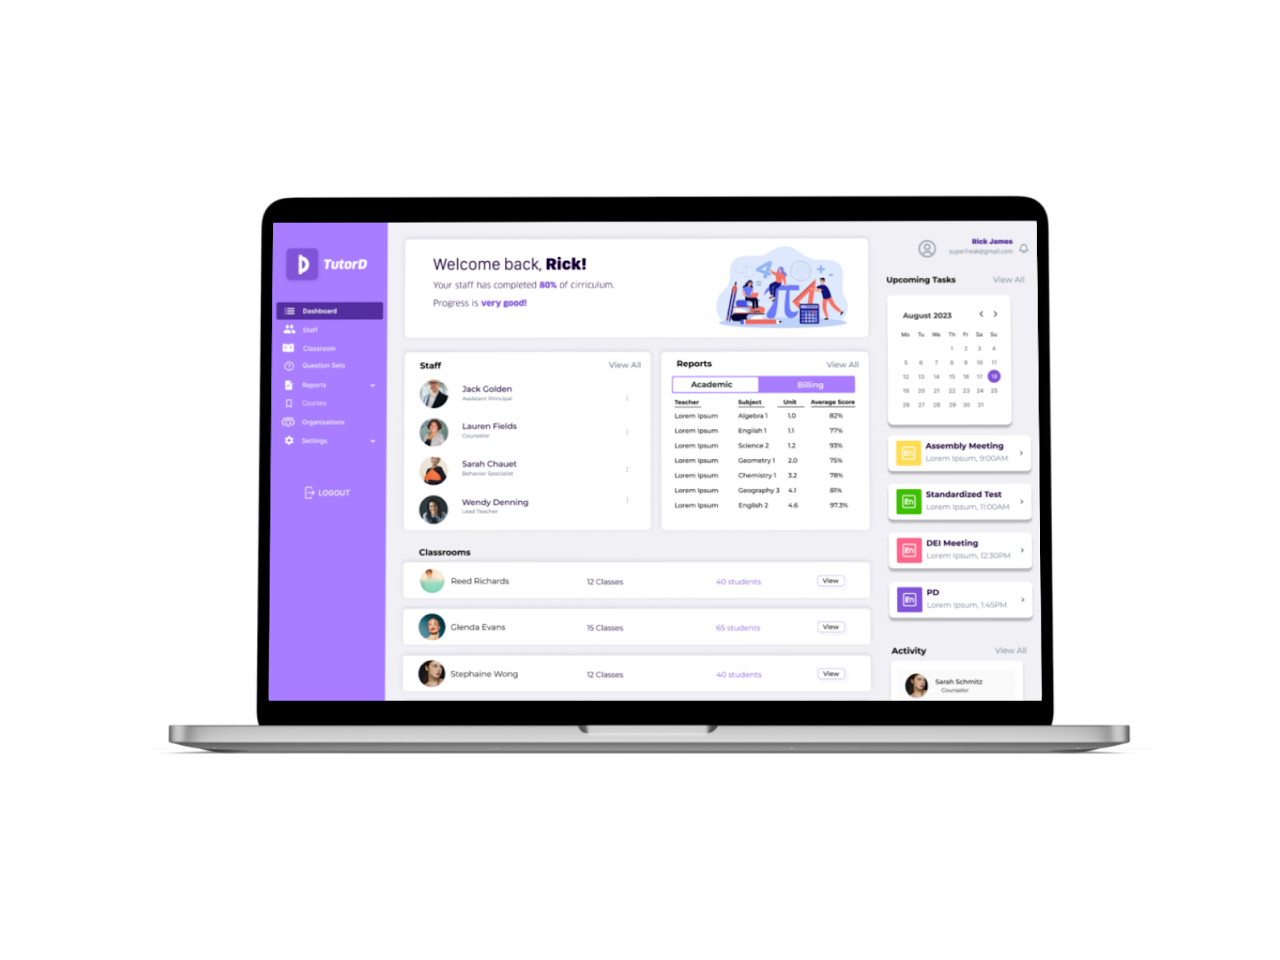 TutorD
Dashboard
Staff
Classroom
Question Sets
Reports
Courses
Organizations
Settings
LOGOUT
Welcome back, Rick!
Your staff has completed 80% of cirriculum.
Progress is very good!
Staff View All
Jack Golden
Assistant Principal
Lauren Fields
Counselor
Sarah Chauet
Behavior Specialist
Wendy Denning
Lead Teacher
Reports View All
Academic Billing
Teacher Subject Unit Average Score
Lorem Ipsum Algebra 1 1.0 82%
Lorem Ipsum English 1 1.1 77%
Lorem Ipsum Science 2 1.2 93%
Lorem Ipsum Geometry 1 2.0 75%
Lorem Ipsum Chemistry 1 3.2 78%
Lorem Ipsum Geography 3 4.1 81%
Lorem Ipsum English 2 4.6 97.3%
Classrooms
Reed Richards 12 Classes 40 students View
Glenda Evans 15 Classes 65 students View
Stephaine Wong 12 Classes 40 students View
Rick James
superfreak@gmail.com
Upcoming Tasks View All
August 2023
Mo Tu We Th Fr Sa Su
1 2 3 4
5 6 7 8 9 10 11
12 13 14 15 16 17 18
19 20 21 22 23 24 25
26 27 28 29 30 31
Assembly Meeting
Lorem Ipsum, 9:00AM
Standardized Test
Lorem Ipsum, 11:00AM
DEI Meeting
Lorem Ipsum, 12:30PM
PD
Lorem Ipsum, 1:45PM
Activity View All
Sarah Schmitz
Counselor